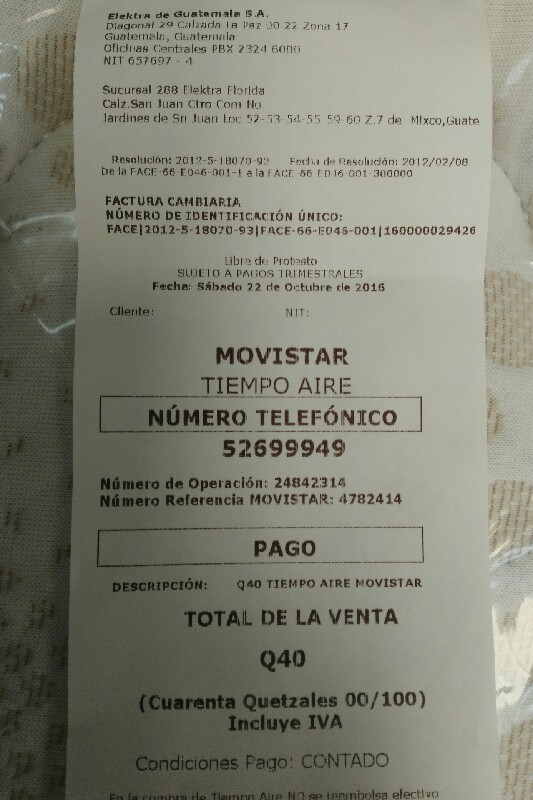 Elektra de Guatemala S.A.
Diagonal 29 Calzada La Paz 00 22 Zona 17
Guatemala, Guatemala
Oficinas Centrales PBX 2324 6000
NIT 657697 - 4
Sucursal 288 Elektra Florida
Calz.San Juan Ctro Com No
Jardines de Sn Juan Loc 52-53-54-55-59-60 Z.7 de Mixco,Guate
Resolución: 2012-5-18070-93 Fecha de Resolución: 2012/02/08
De la FACE-66-E046-001-1 a la FACE-66-E046-001-300000
FACTURA CAMBIARIA
NÚMERO DE IDENTIFICACIÓN ÚNICO:
FACE|2012-5-18070-93|FACE-66-E046-001|160000029426
Libre de Protesto
SUJETO A PAGOS TRIMESTRALES
Fecha: Sábado 22 de Octubre de 2016
Cliente: NIT:
MOVISTAR
TIEMPO AIRE
NÚMERO TELEFÓNICO
52699949
Número de Operación: 24842314
Número Referencia MOVISTAR: 4782414
PAGO
DESCRIPCIÓN: Q40 TIEMPO AIRE MOVISTAR
TOTAL DE LA VENTA
Q40
(Cuarenta Quetzales 00/100)
Incluye IVA
Condiciones Pago: CONTADO
En la compra de Tiempo Aire NO se reembolsa efectivo